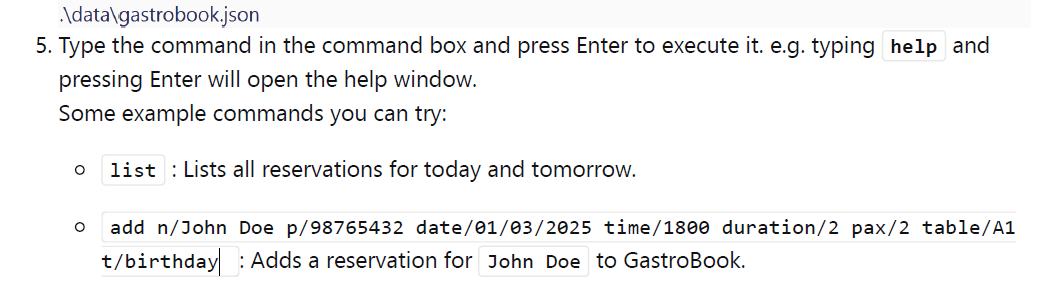 .\data\gastrobook.json
5. Type the command in the command box and press Enter to execute it. e.g. typing help and
pressing Enter will open the help window.
Some example commands you can try:
list : Lists all reservations for today and tomorrow.
add n/John Doe p/98765432 date/01/03/2025 time/1800 duration/2 pax/2 table/A1
t/birthday : Adds a reservation for John Doe to GastroBook.